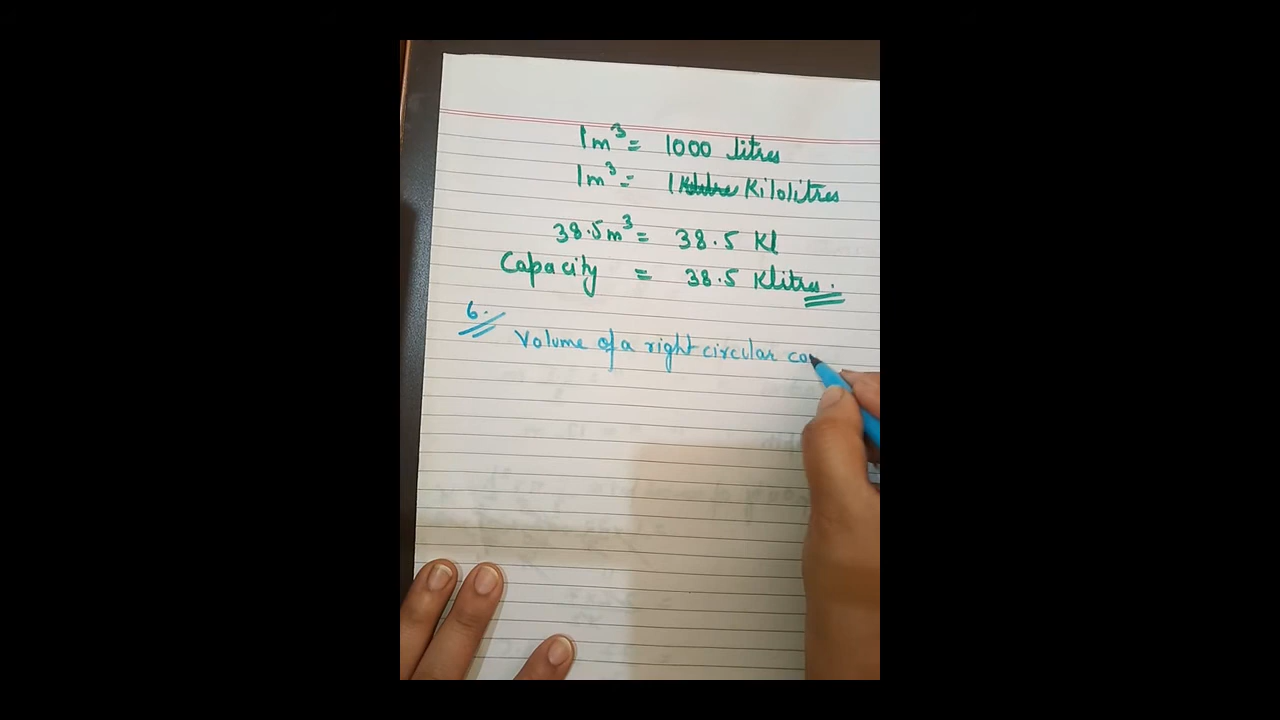 1m³ = 1000 litres
1m³ = 1 Kilolitres
38.5m³ = 38.5 Kl
Capacity = 38.5 Klitres.
6.
Volume of a right circular co